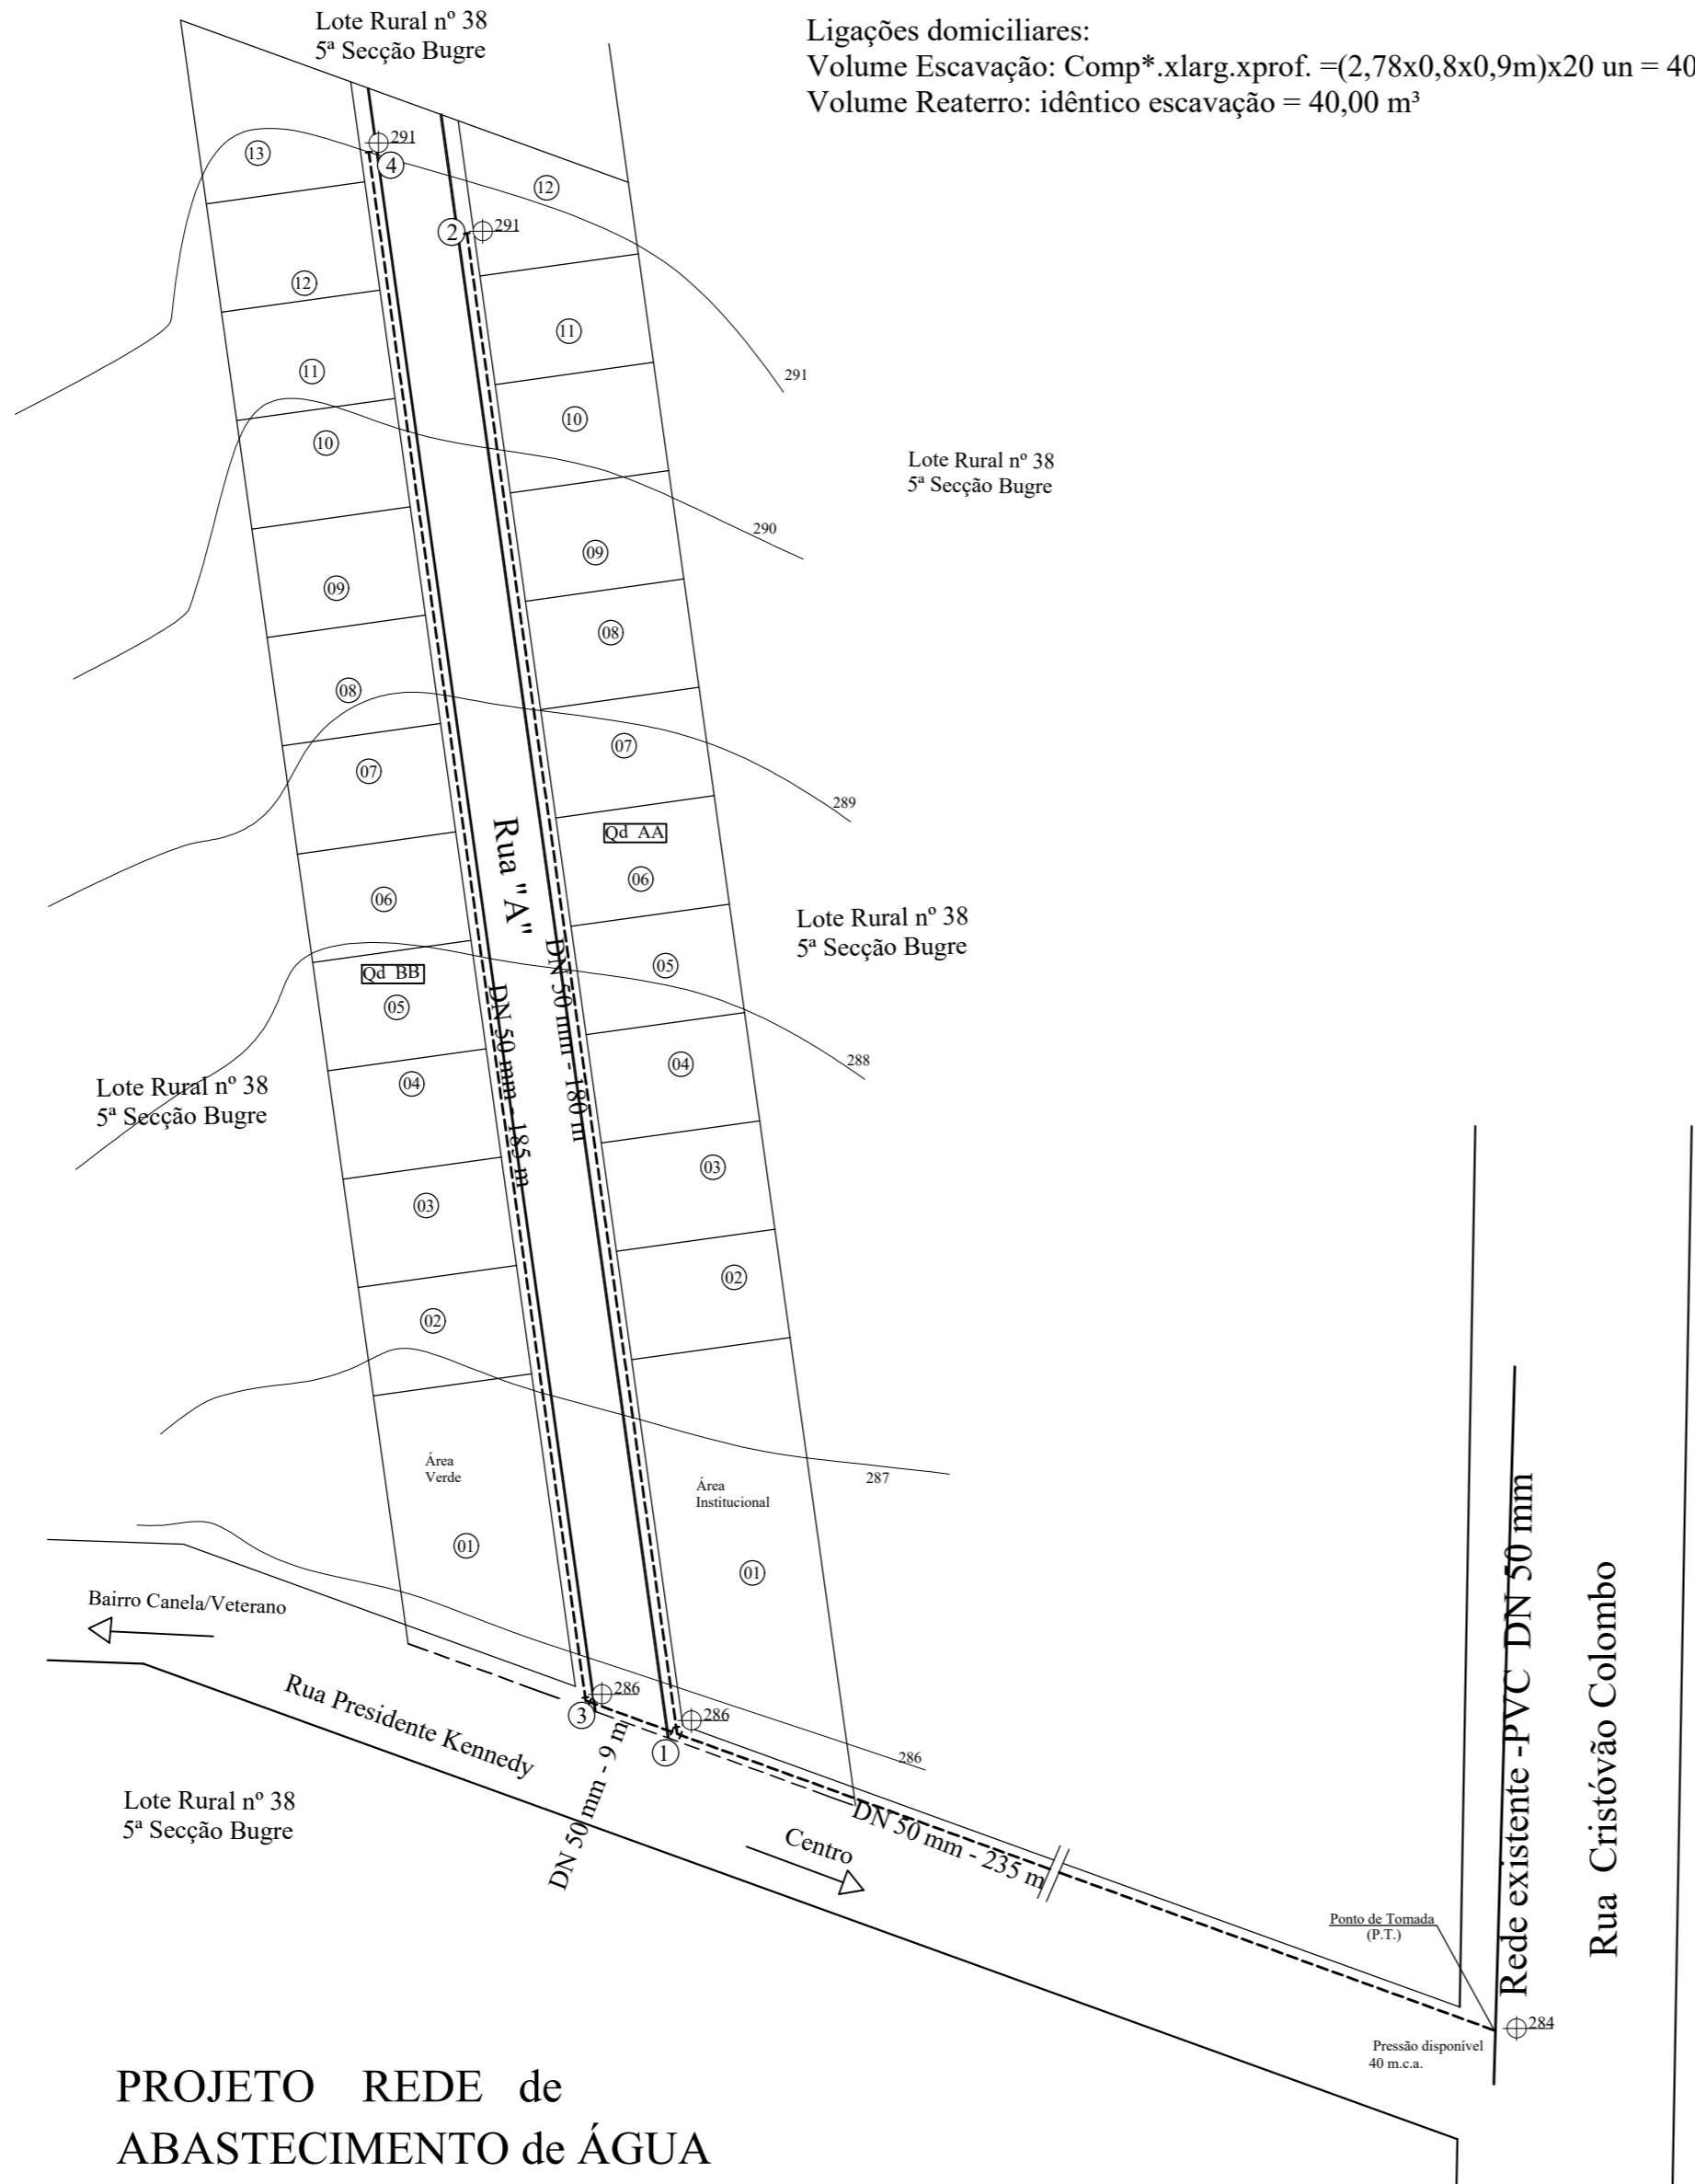 Lote Rural nº 38
5ª Secção Bugre
Ligações domiciliares:
Volume Escavação: Comp*.xlarg.xprof. =(2,78x0,8x0,9m)x20 un = 40
Volume Reaterro: idêntico escavação = 40,00 m³
291
13
4
12
2
291
12
11
11
291
10
10
Lote Rural nº 38
5ª Secção Bugre
290
09
09
08
08
07
07
289
Rua "A"
Qd AA
06
06
Lote Rural nº 38
5ª Secção Bugre
DN 50 mm - 180 m
Qd BB
05
05
DN 50 mm - 185 m
288
04
04
Lote Rural nº 38
5ª Secção Bugre
03
03
02
02
Área
Verde
287
Área
Institucional
01
01
Rede existente -PVC DN 50 mm
Rua Cristóvão Colombo
Bairro Canela/Veterano
Rua Presidente Kennedy
286
3
286
1
286
DN 50 mm - 9 m
Lote Rural nº 38
5ª Secção Bugre
Centro
DN 50 mm - 235 m
Ponto de Tomada
(P.T.)
284
Pressão disponível
40 m.c.a.
PROJETO REDE de
ABASTECIMENTO de ÁGUA